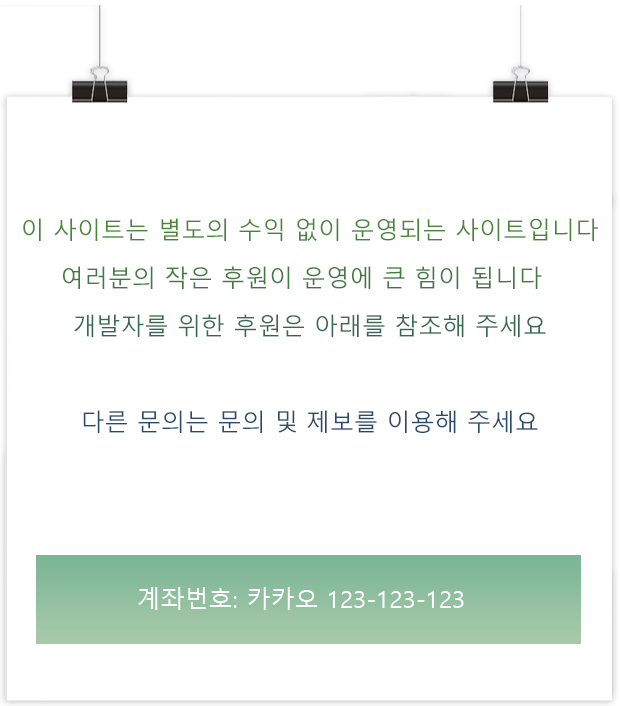 이 사이트는 별도의 수익 없이 운영되는 사이트입니다
여러분의 작은 후원이 운영에 큰 힘이 됩니다
개발자를 위한 후원은 아래를 참조해 주세요
다른 문의는 문의 및 제보를 이용해 주세요
계좌번호: 카카오 123-123-123